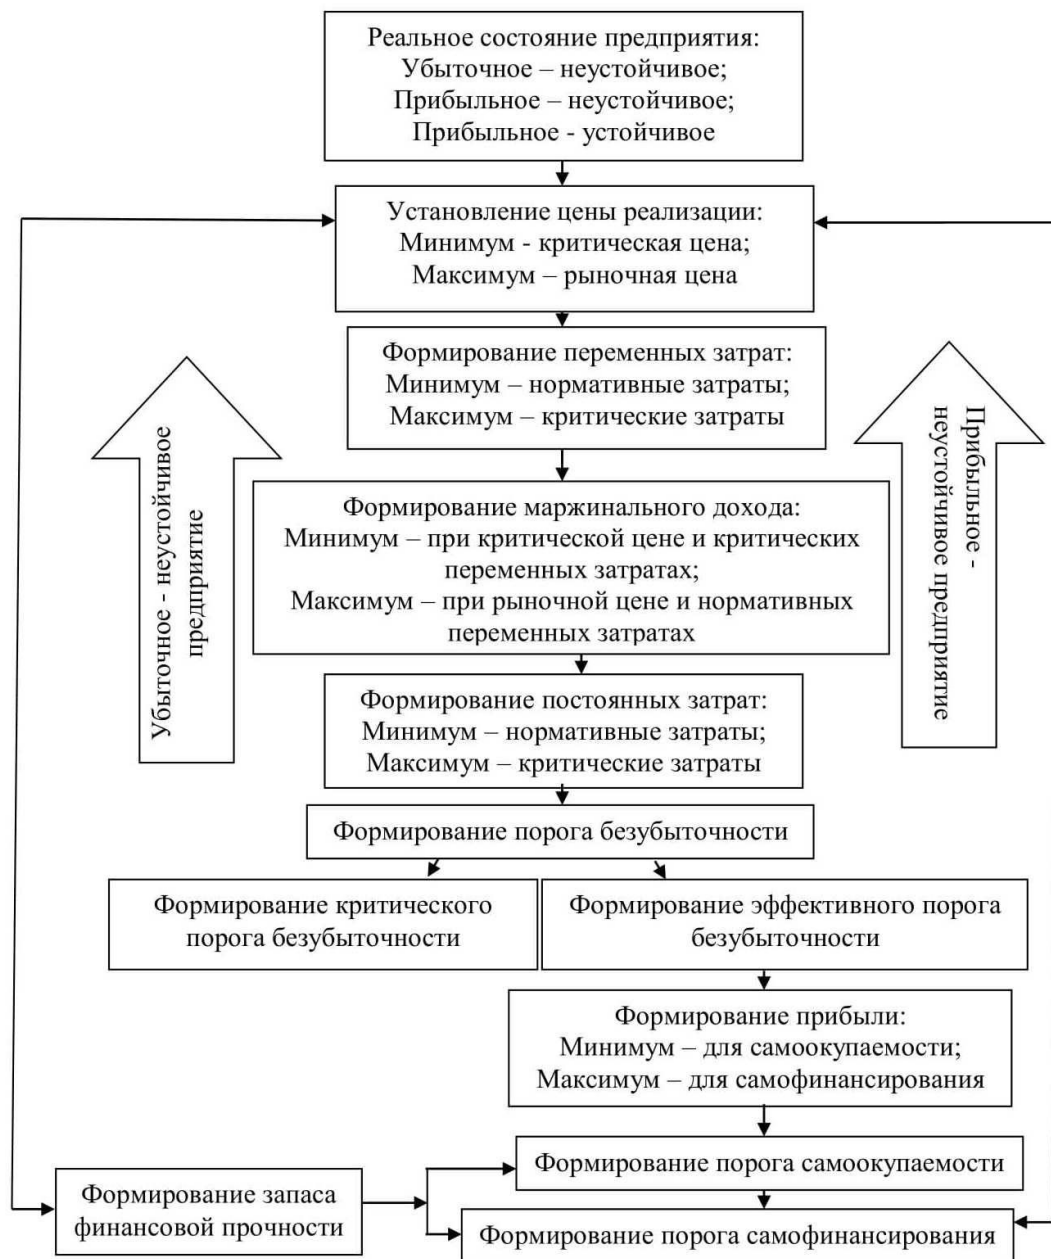 Реальное состояние предприятия:
Убыточное – неустойчивое;
Прибыльное – неустойчивое;
Прибыльное - устойчивое
Установление цены реализации:
Минимум - критическая цена;
Максимум – рыночная цена
Формирование переменных затрат:
Минимум – нормативные затраты;
Максимум – критические затраты
Убыточное - неустойчивое
предприятие
Прибыльное -
неустойчивое предприятие
Формирование маржинального дохода:
Минимум – при критической цене и критических
переменных затратах;
Максимум – при рыночной цене и нормативных
переменных затратах
Формирование постоянных затрат:
Минимум – нормативные затраты;
Максимум – критические затраты
Формирование порога безубыточности
Формирование критического
порога безубыточности
Формирование эффективного порога
безубыточности
Формирование прибыли:
Минимум – для самоокупаемости;
Максимум – для самофинансирования
Формирование порога самоокупаемости
Формирование запаса
финансовой прочности
Формирование порога самофинансирования